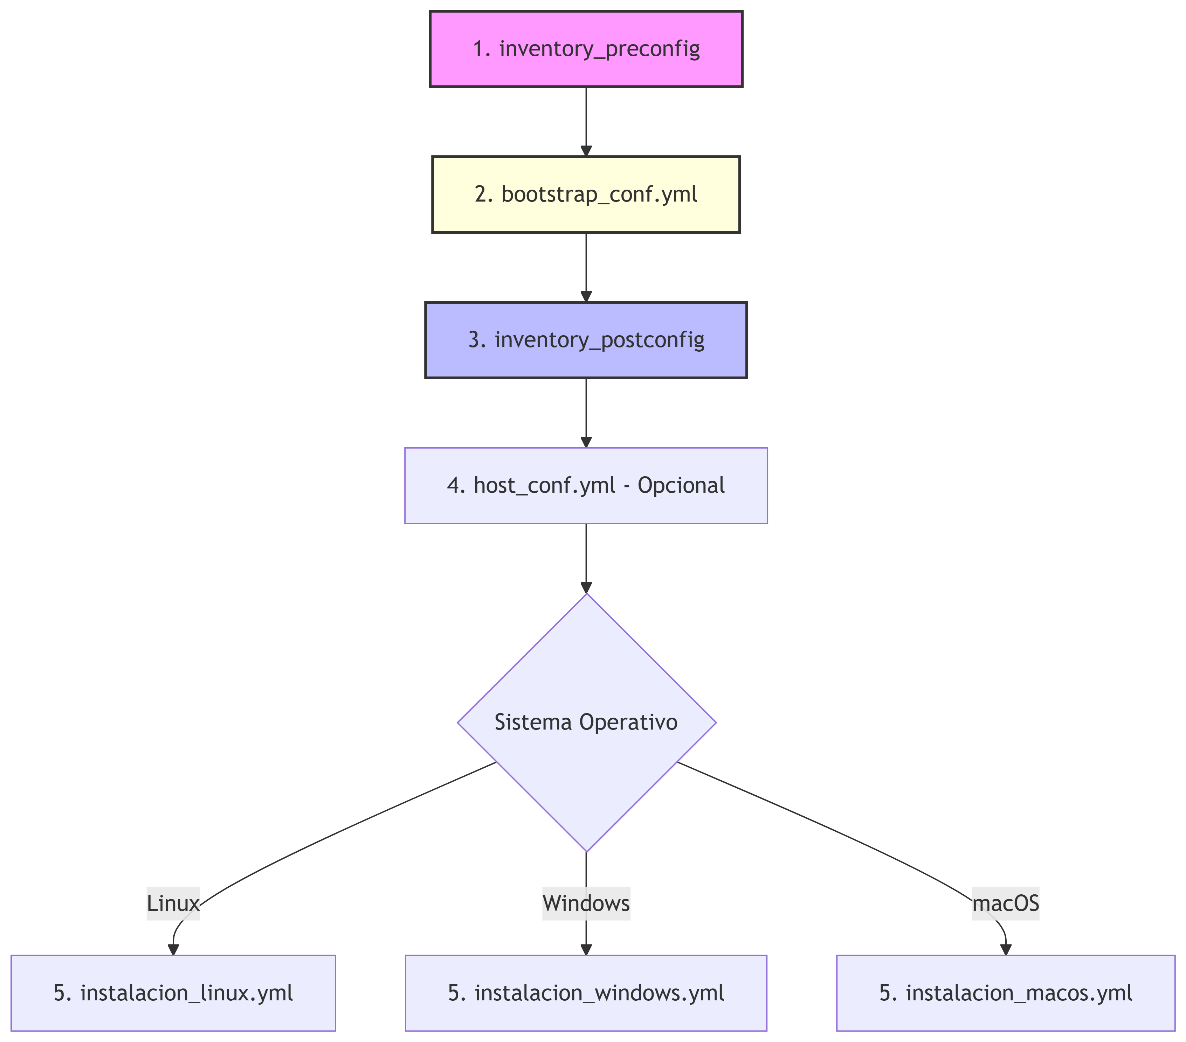 1. inventory_preconfig
2. bootstrap_conf.yml
3. inventory_postconfig
4. host_conf.yml - Opcional
Sistema Operativo
Linux
Windows
macOS
5. instalacion_linux.yml
5. instalacion_windows.yml
5. instalacion_macos.yml